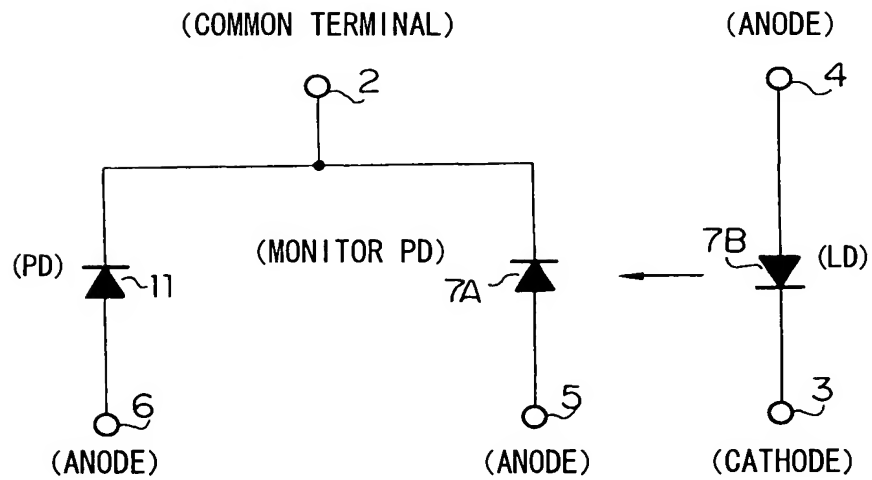 (COMMON TERMINAL)
(ANODE)
2
4
(PD)
11
(MONITOR PD)
7A
7B
(LD)
6
5
3
(ANODE)
(ANODE)
(CATHODE)